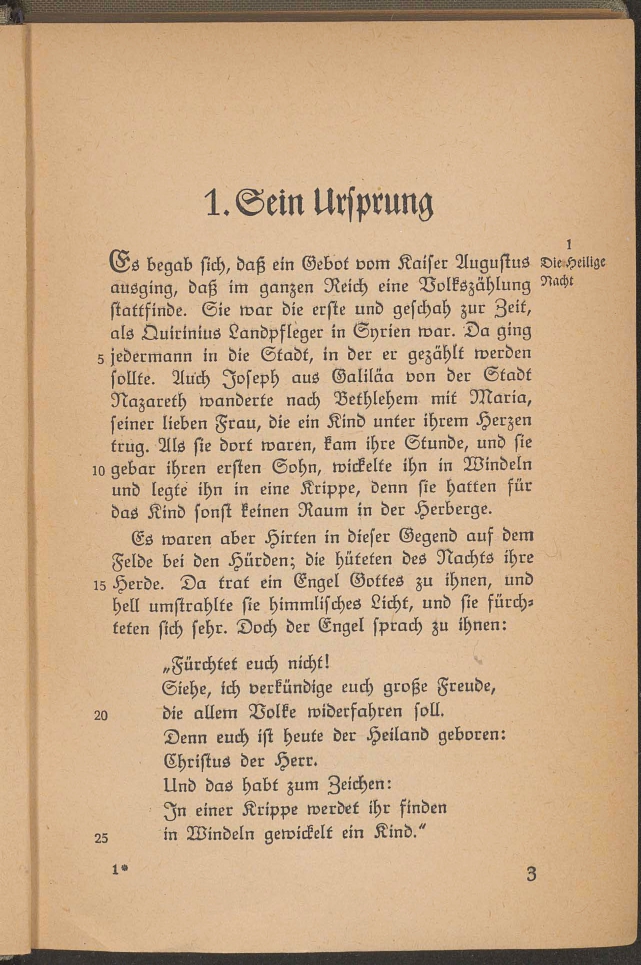 1. Sein Ursprung
1
Es begab sich, daß ein Gebot vom Kaiser Augustus
Die Heilige
ausging, daß im ganzen Reich eine Volkszählung
Nacht
stattfinde. Sie war die erste und geschah zur Zeit,
als Quirinius Landpfleger in Syrien war. Da ging
5 jedermann in die Stadt, in der er gezählt werden
sollte. Auch Joseph aus Galiläa von der Stadt
Nazareth wanderte nach Bethlehem mit Maria,
seiner lieben Frau, die ein Kind unter ihrem Herzen
trug. Als sie dort waren, kam ihre Stunde, und sie
10 gebar ihren ersten Sohn, wickelte ihn in Windeln
und legte ihn in eine Krippe, denn sie hatten für
das Kind sonst keinen Raum in der Herberge.
Es waren aber Hirten in dieser Gegend auf dem
Felde bei den Hürden; die hüteten des Nachts ihre
15 Herde. Da trat ein Engel Gottes zu ihnen, und
hell umstrahlte sie himmlisches Licht, und sie fürch-
teten sich sehr. Doch der Engel sprach zu ihnen:
„Fürchtet euch nicht!
Siehe, ich verkündige euch große Freude,
20 die allem Volke widerfahren soll.
Denn euch ist heute der Heiland geboren:
Christus der Herr.
Und das habt zum Zeichen:
In einer Krippe werdet ihr finden
25 in Windeln gewickelt ein Kind.“
1*
3